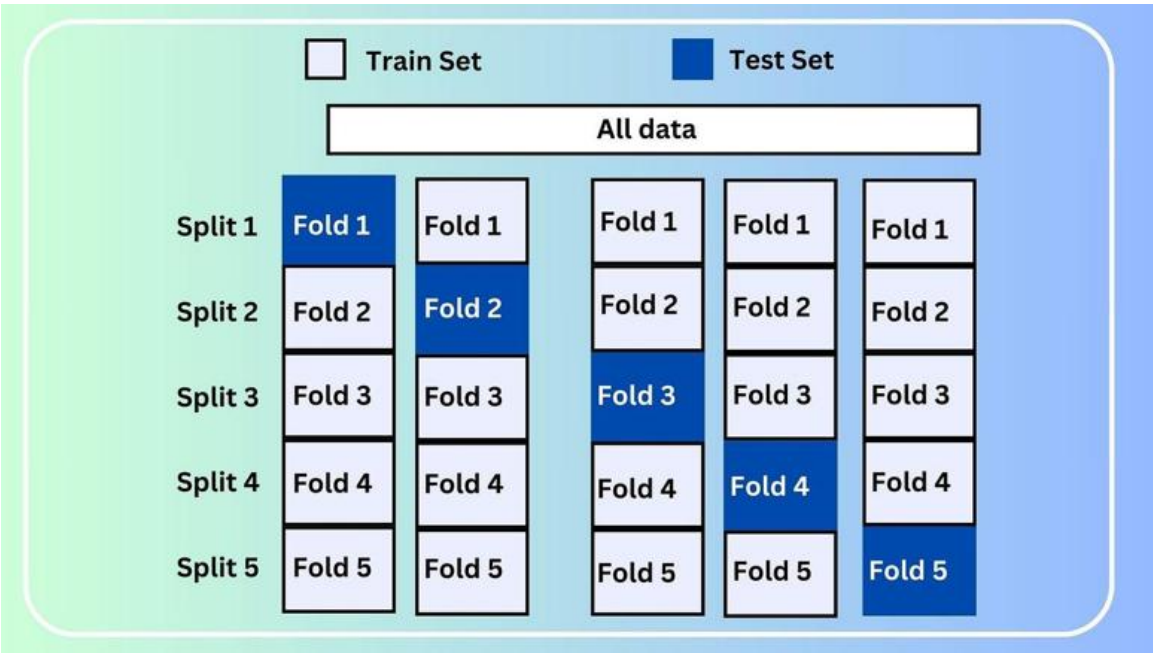 Train Set Test Set
All data
Split 1 Fold 1 Fold 1 Fold 1 Fold 1 Fold 1
Split 2 Fold 2 Fold 2 Fold 2 Fold 2 Fold 2
Split 3 Fold 3 Fold 3 Fold 3 Fold 3 Fold 3
Split 4 Fold 4 Fold 4 Fold 4 Fold 4 Fold 4
Split 5 Fold 5 Fold 5 Fold 5 Fold 5 Fold 5